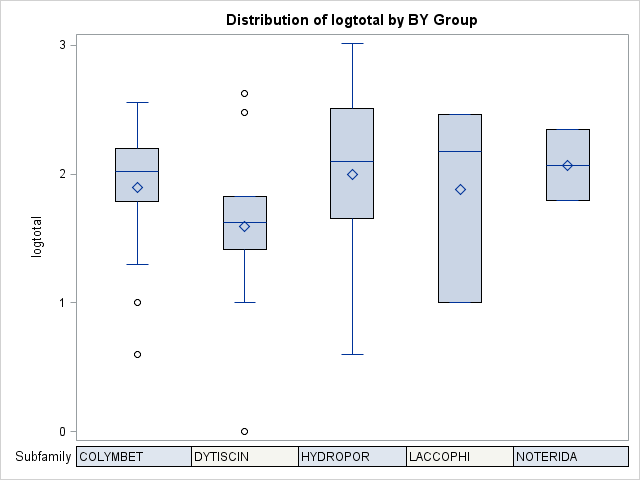 Distribution of logtotal by BY Group
3
2
1
0
logtotal
Subfamily COLYMBET DYTISCIN HYDROPOR LACCOPHI NOTERIDA